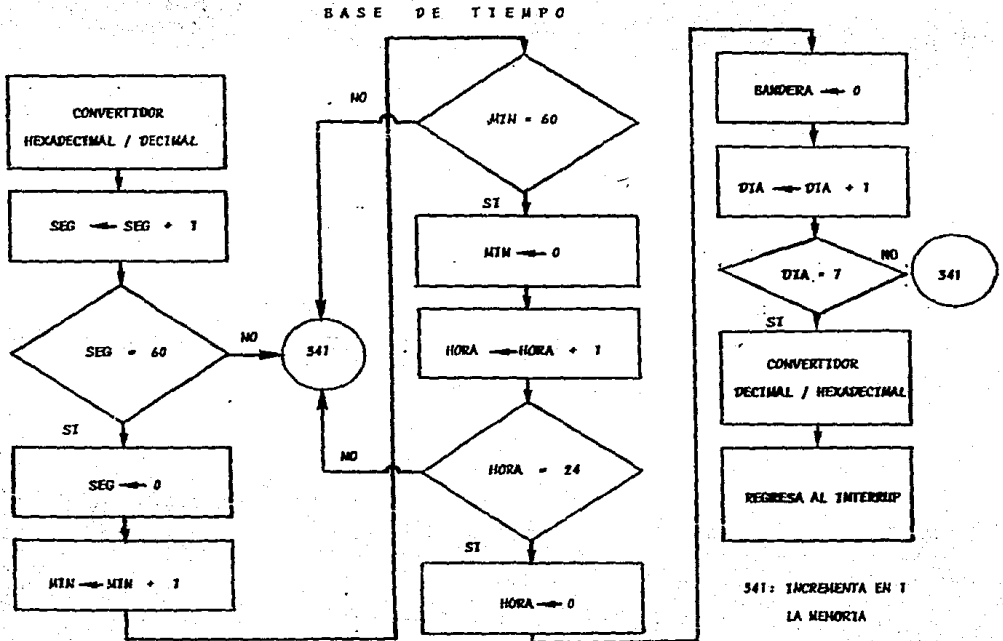 BASE DE TIEMPO
CONVERTIDOR
HEXADECIMAL / DECIMAL
SEG ← SEG + 1
SEG = 60
NO
SI
SEG ← 0
MIN ← MIN + 1
MIN = 60
NO
SI
MIN ← 0
HORA ← HORA + 1
HORA = 24
NO
SI
HORA ← 0
341
BANDERA ← 0
DIA ← DIA + 1
DIA = 7
NO
341
SI
CONVERTIDOR
DECIMAL / HEXADECIMAL
REGRESA AL INTERRUP
341: INCREMENTA EN 1
LA MEMORIA